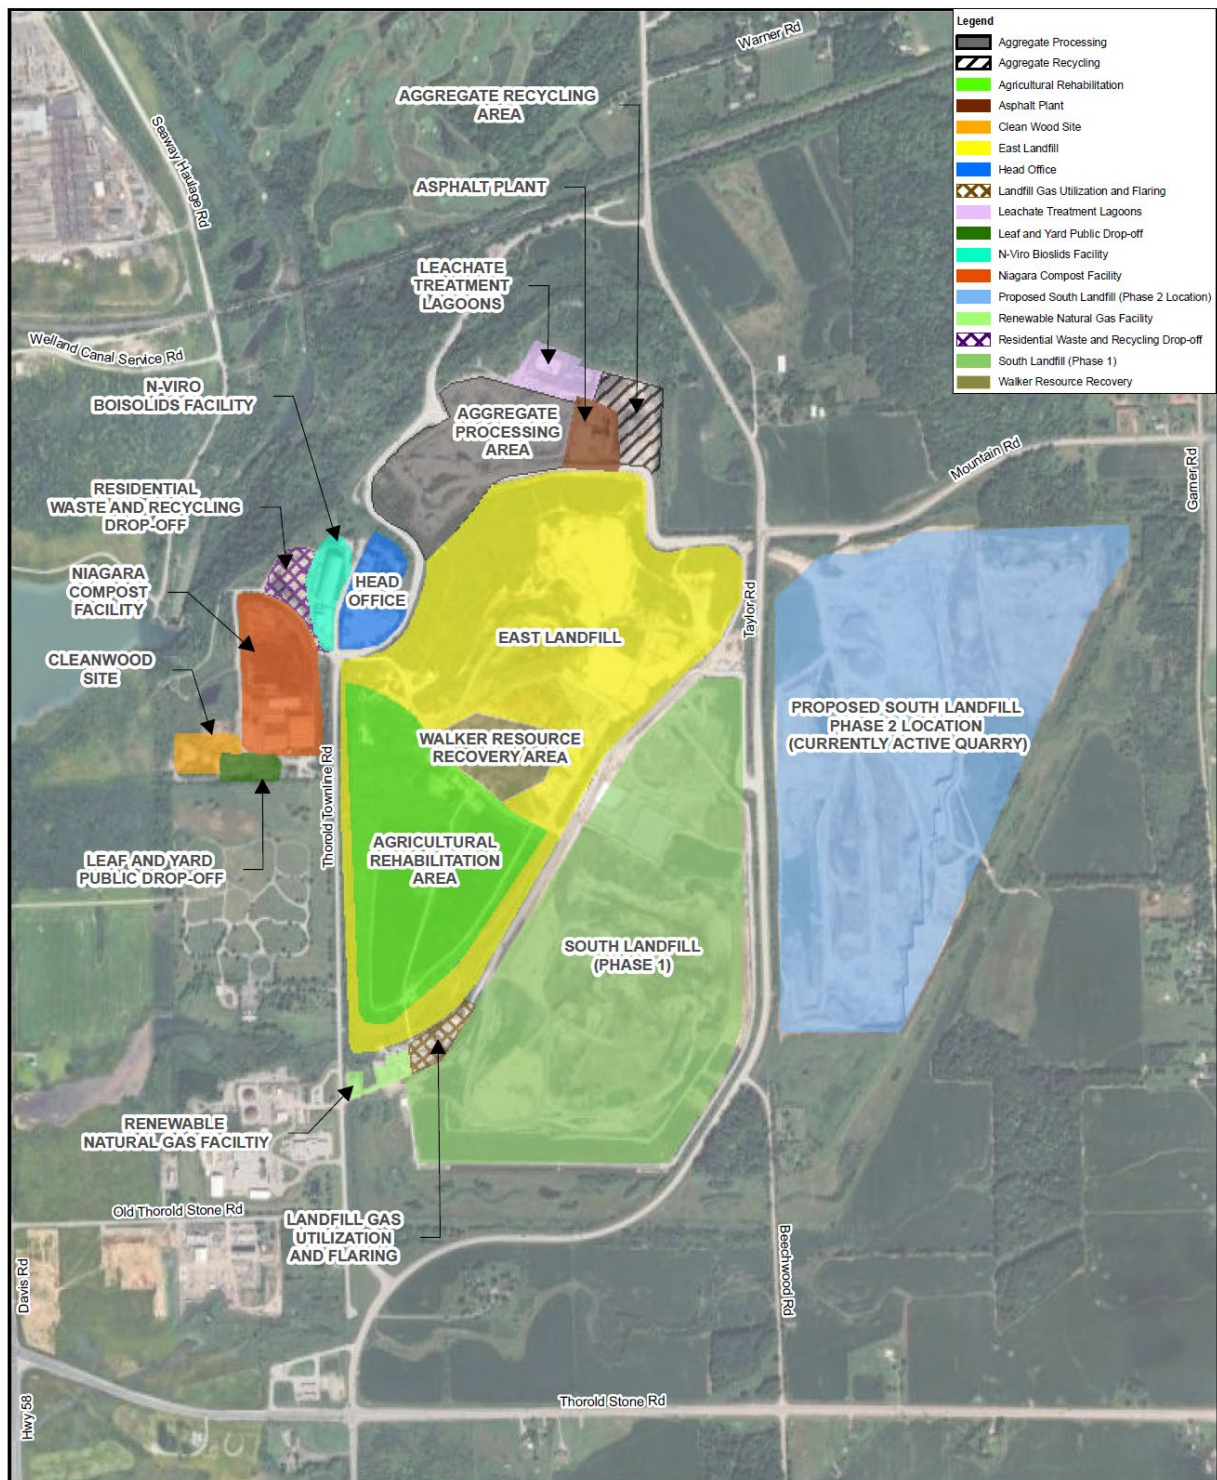 Legend
Aggregate Processing
Aggregate Recycling
Agricultural Rehabilitation
Asphalt Plant
Clean Wood Site
East Landfill
Head Office
Landfill Gas Utilization and Flaring
Leachate Treatment Lagoons
Leaf and Yard Public Drop-off
N-Viro Bioslids Facility
Niagara Compost Facility
Proposed South Landfill (Phase 2 Location)
Renewable Natural Gas Facility
Residential Waste and Recycling Drop-off
South Landfill (Phase 1)
Walker Resource Recovery
Warner Rd
AGGREGATE RECYCLING
AREA
Seaway Haulage Rd
ASPHALT PLANT
LEACHATE
TREATMENT
LAGOONS
Welland Canal Service Rd
N-VIRO
BOISOLIDS FACILITY
AGGREGATE
PROCESSING
AREA
Mountain Rd
Garner Rd
RESIDENTIAL
WASTE AND RECYCLING
DROP-OFF
NIAGARA
COMPOST
FACILITY
HEAD
OFFICE
Taylor Rd
EAST LANDFILL
CLEANWOOD
SITE
PROPOSED SOUTH LANDFILL
PHASE 2 LOCATION
(CURRENTLY ACTIVE QUARRY)
WALKER RESOURCE
RECOVERY AREA
Thorold Townline Rd
AGRICULTURAL
REHABILITATION
AREA
LEAF AND YARD
PUBLIC DROP-OFF
SOUTH LANDFILL
(PHASE 1)
RENEWABLE
NATURAL GAS FACILTIY
Old Thorold Stone Rd
LANDFILL GAS
UTILIZATION
AND FLARING
Davis Rd
Beechwood Rd
Thorold Stone Rd
Hwy 58